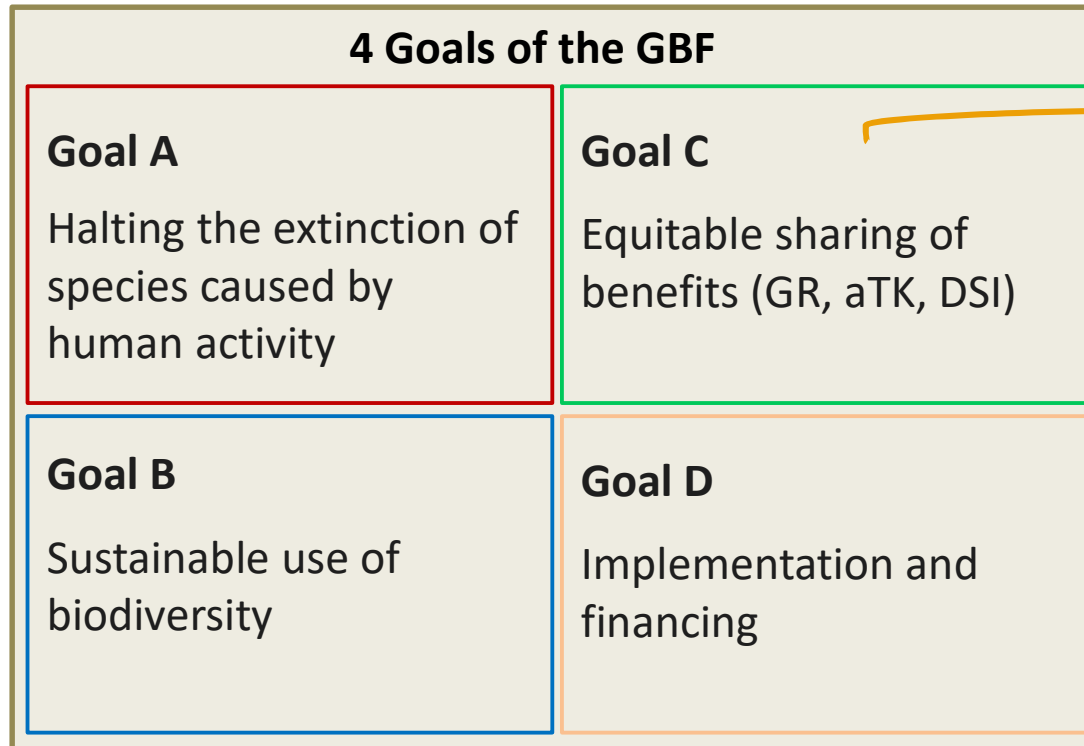 4 Goals of the GBF
Goal A
Halting the extinction of
species caused by
human activity
Goal C
Equitable sharing of
benefits (GR, aTK, DSI)
Goal B
Sustainable use of
biodiversity
Goal D
Implementation and
financing